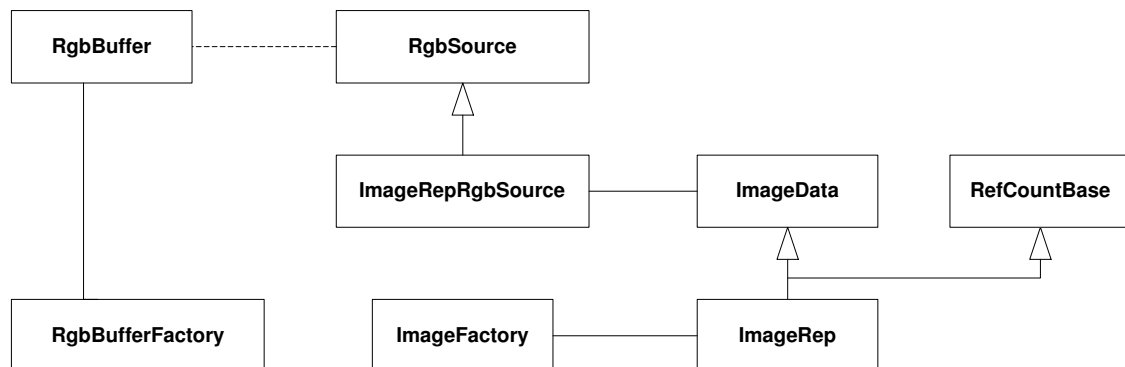 RgbBuffer
RgbSource
ImageRepRgbSource
ImageData
RefCountBase
RgbBufferFactory
ImageFactory
ImageRep